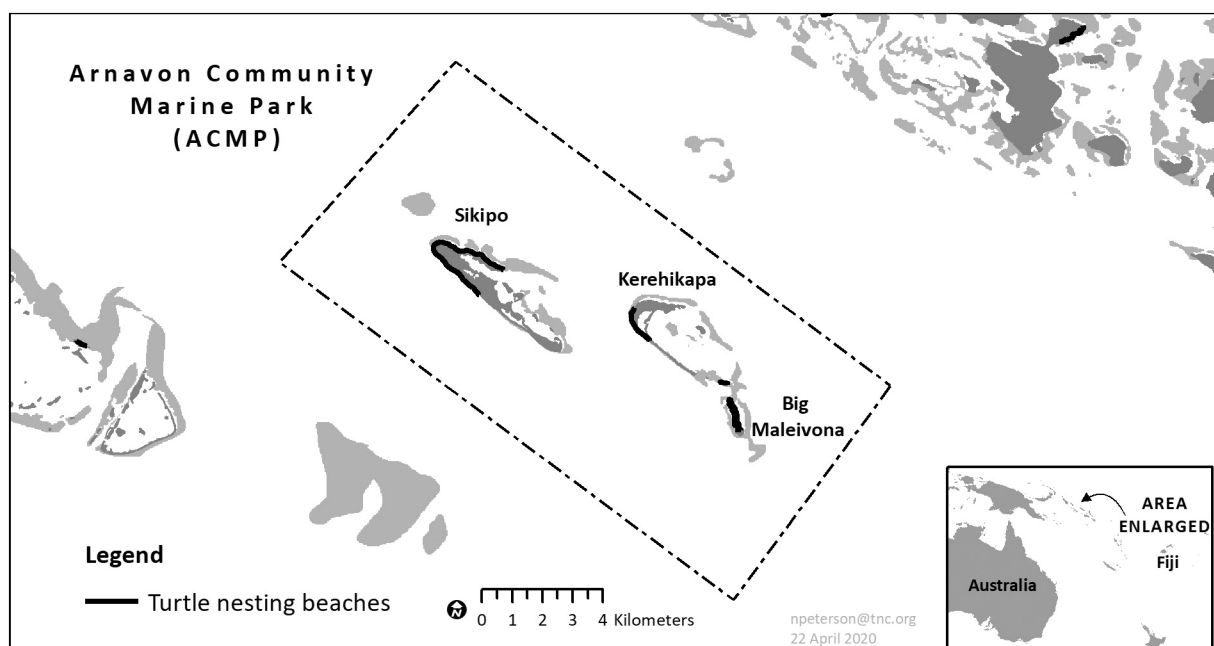 Arnavon Community
Marine Park
(ACMP)
Sikipo
Kerehikapa
Big
Maleivona
Legend
Turtle nesting beaches
N
0 1 2 3 4 Kilometers
npeterson@tnc.org
22 April 2020
AREA
ENLARGED
Fiji
Australia